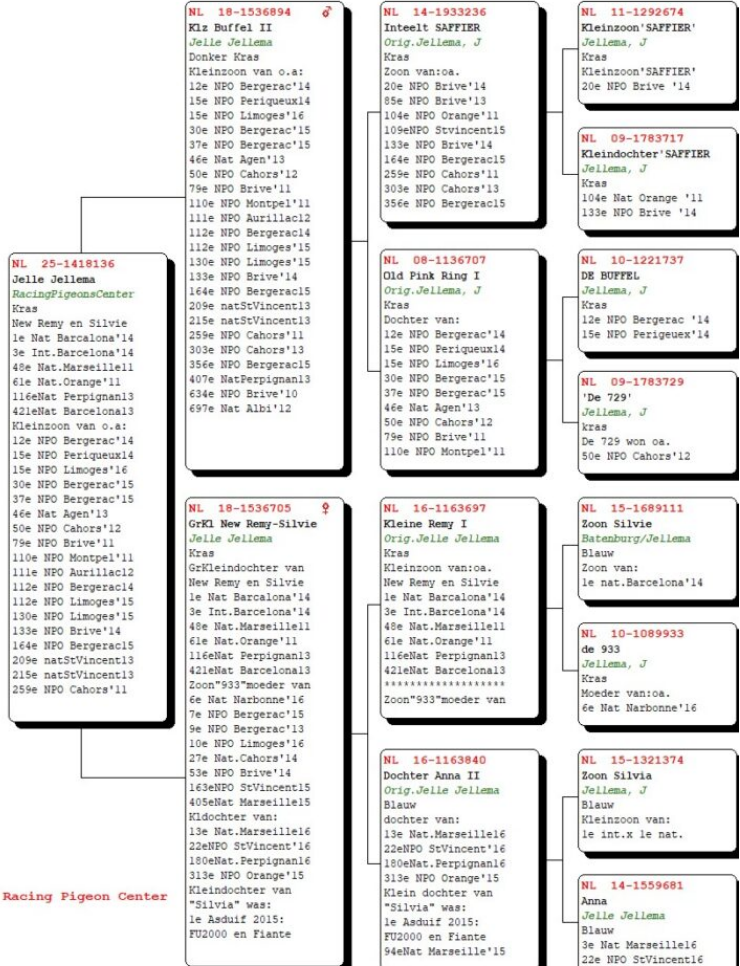 NL 25-1418136
Jelle Jellema
RacingPigeonsCenter
Kras
New Remy en Silvie
1e Nat Barcalona'14
3e Int.Barcelona'14
48e Nat.Marseille11
61e Nat.Orange'11
116eNat Perpignan13
421eNat Barcelona13
Kleinzoon van o.a:
12e NPO Bergerac'14
15e NPO Periqueux14
15e NPO Limoges'16
30e NPO Bergerac'15
37e NPO Bergerac'15
46e Nat Agen'13
50e NPO Cahors'12
79e NPO Brive'11
110e NPO Montpel'11
111e NPO Aurillac12
112e NPO Bergerac14
112e NPO Limoges'15
130e NPO Limoges'15
133e NPO Brive'14
164e NPO Bergerac15
209e natStVincent13
215e natStVincent13
259e NPO Cahors'11
Racing Pigeon Center
NL 18-1536894 ♂
Klz Buffel II
Jelle Jellema
Donker Kras
Kleinzoon van o.a:
12e NPO Bergerac'14
15e NPO Periqueux14
15e NPO Limoges'16
30e NPO Bergerac'15
37e NPO Bergerac'15
46e Nat Agen'13
50e NPO Cahors'12
79e NPO Brive'11
110e NPO Montpel'11
111e NPO Aurillac12
112e NPO Bergerac14
112e NPO Limoges'15
130e NPO Limoges'15
133e NPO Brive'14
164e NPO Bergerac15
209e natStVincent13
215e natStVincent13
259e NPO Cahors'11
303e NPO Cahors'13
356e NPO Bergerac15
407e NatPerpignan13
634e NPO Brive'10
697e Nat Albi'12
NL 18-1536705 ♀
GrKl New Remy-Silvie
Jelle Jellema
Kras
GrKleindochter van
New Remy en Silvie
1e Nat Barcalona'14
3e Int.Barcelona'14
48e Nat.Marseille11
61e Nat.Orange'11
116eNat Perpignan13
421eNat Barcelona13
Zoon"933"moeder van
6e Nat Narbonne'16
7e NPO Bergerac'15
9e NPO Bergerac'13
10e NPO Limoges'16
27e Nat.Cahors'14
53e NPO Brive'14
163eNPO StVincent15
405eNat Marseille15
Kldochter van:
13e Nat.Marseille16
22eNPO StVincent'16
180eNat.Perpignan16
313e NPO Orange'15
Kleindochter van
"Silvia" was:
1e Asduif 2015:
FU2000 en Fiante
NL 14-1933236
Inteelt SAFFIER
Orig.Jellema, J
Kras
Zoon van:oa.
20e NPO Brive'14
85e NPO Brive'13
104e NPO Orange'11
109eNPO Stvincent15
133e NPO Brive'14
164e NPO Bergerac15
259e NPO Cahors'11
303e NPO Cahors'13
356e NPO Bergerac15
NL 08-1136707
Old Pink Ring I
Orig.Jellema, J
Kras
Dochter van:
12e NPO Bergerac'14
15e NPO Periqueux14
15e NPO Limoges'16
30e NPO Bergerac'15
37e NPO Bergerac'15
46e Nat Agen'13
50e NPO Cahors'12
79e NPO Brive'11
110e NPO Montpel'11
NL 16-1163697
Kleine Remy I
Orig.Jelle Jellema
Kras
Kleinzoon van:oa.
New Remy en Silvie
1e Nat Barcalona'14
3e Int.Barcelona'14
48e Nat.Marseille11
61e Nat.Orange'11
116eNat Perpignan13
421eNat Barcelona13
*******************
Zoon"933"moeder van
NL 16-1163840
Dochter Anna II
Orig.Jelle Jellema
Blauw
dochter van:
13e Nat.Marseille16
22eNPO StVincent'16
180eNat.Perpignan16
313e NPO Orange'15
Klein dochter van
"Silvia" was:
1e Asduif 2015:
FU2000 en Fiante
94eNat Marseille'15
NL 11-1292674
Kleinzoon'SAFFIER'
Jellema, J
Kras
Kleinzoon'SAFFIER'
20e NPO Brive '14
NL 09-1783717
Kleindochter'SAFFIER
Jellema, J
Kras
104e Nat Orange '11
133e NPO Brive '14
NL 10-1221737
DE BUFFEL
Jellema, J
Kras
12e NPO Bergerac '14
15e NPO Perigeuex'14
NL 09-1783729
'De 729'
Jellema, J
kras
De 729 won oa.
50e NPO Cahors'12
NL 15-1689111
Zoon Silvie
Batenburg/Jellema
Blauw
Zoon van:
1e nat.Barcelona'14
NL 10-1089933
de 933
Jellema, J
Kras
Moeder van:oa.
6e Nat Narbonne'16
NL 15-1321374
Zoon Silvia
Jellema, J
Blauw
Kleinzoon van:
1e int.x 1e nat.
NL 14-1559681
Anna
Jelle Jellema
Blauw
3e Nat Marseille16
22e NPO StVincent16